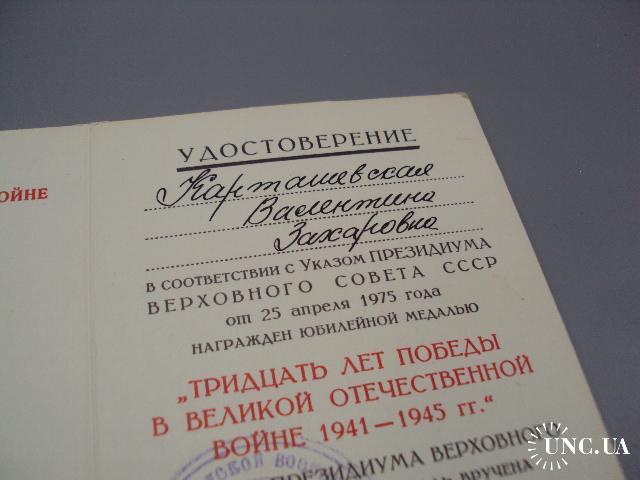 ОЙНЕ
УДОСТОВЕРЕНИЕ
Карташевская
Валентина
Захаровна
В СООТВЕТСТВИИ С УКАЗОМ ПРЕЗИДИУМА
ВЕРХОВНОГО СОВЕТА СССР
ОТ 25 АПРЕЛЯ 1975 ГОДА
НАГРАЖДЕН ЮБИЛЕЙНОЙ МЕДАЛЬЮ
„ТРИДЦАТЬ ЛЕТ ПОБЕДЫ
В ВЕЛИКОЙ ОТЕЧЕСТВЕННОЙ
ВОЙНЕ 1941—1945 ГГ.“
ПРЕЗИДИУМА ВЕРХОВНОГО
ВРУЧЕНА
UNC.UA